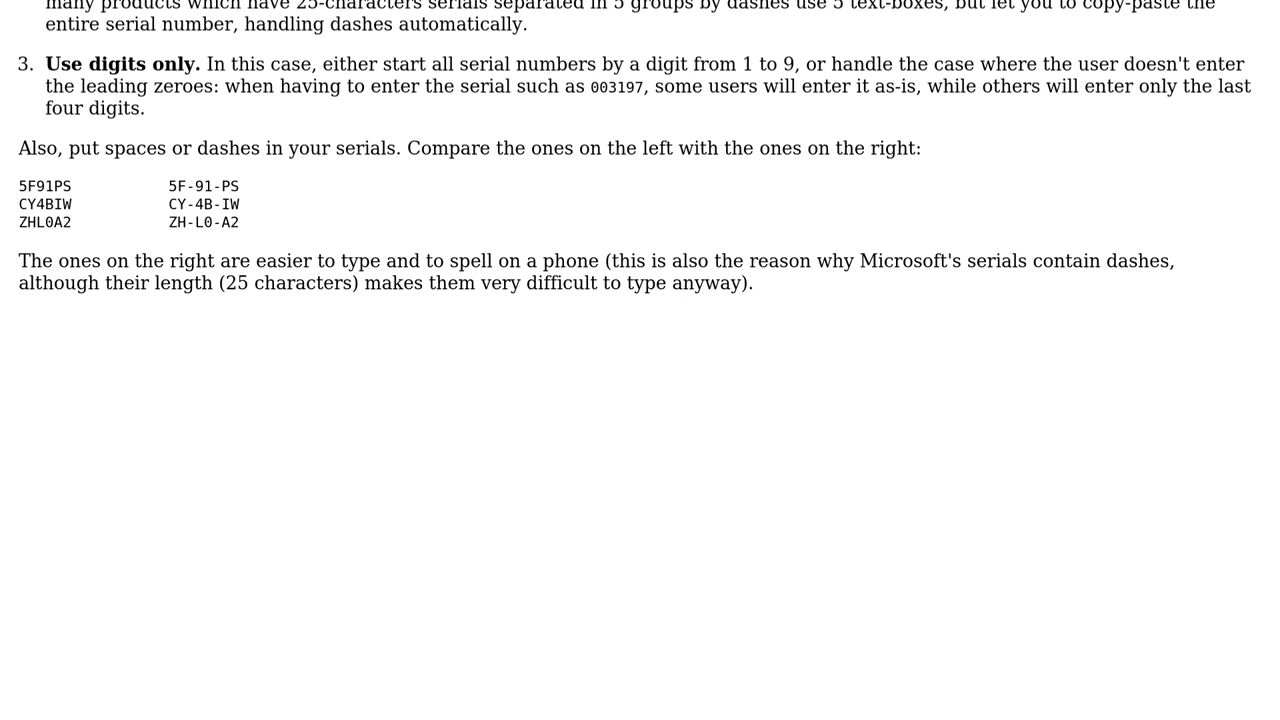 many products which have 25-characters serials separated in 5 groups by dashes use 5 text-boxes, but let you to copy-paste the
entire serial number, handling dashes automatically.
3. Use digits only. In this case, either start all serial numbers by a digit from 1 to 9, or handle the case where the user doesn't enter
the leading zeroes: when having to enter the serial such as 003197, some users will enter it as-is, while others will enter only the last
four digits.
Also, put spaces or dashes in your serials. Compare the ones on the left with the ones on the right:
5F91PS 5F-91-PS
CY4BIW CY-4B-IW
ZHL0A2 ZH-L0-A2
The ones on the right are easier to type and to spell on a phone (this is also the reason why Microsoft's serials contain dashes,
although their length (25 characters) makes them very difficult to type anyway).